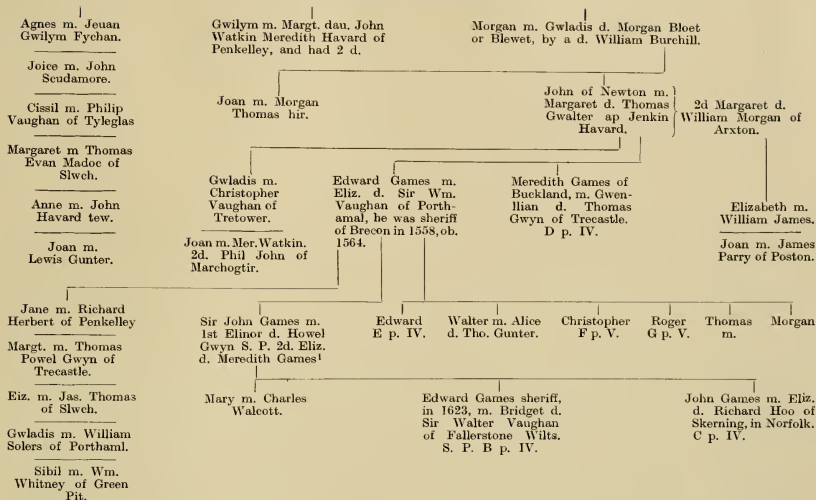 Agnes m. Jeuan
Gwilym Fychan.
Joice m. John
Scudamore.
Cissil m. Philip
Vaughan of Tyleglas
Margaret m Thomas
Evan Madoc of
Slwch.
Anne m. John
Havard tew.
Joan m.
Lewis Gunter.
Gwilym m. Margt. dau. John
Watkin Meredith Havard of
Penkelley, and had 2 d.
Morgan m. Gwladis d. Morgan Bloet
or Blewet, by a d. William Burchill.
Joan m. Morgan
Thomas hir.
John of Newton m.
Margaret d. Thomas
Gwalter ap Jenkin
Havard.
2d Margaret d.
William Morgan of
Arxton.
Gwladis m.
Christopher
Vaughan of
Tretower.
Joan m. Mer. Watkin.
2d. Phil John of
Marchogtir.
Edward Games m.
Eliz. d. Sir Wm.
Vaughan of Porth-
amal, he was sheriff
of Brecon in 1558, ob.
1564.
Meredith Games of
Buckland, m. Gwen-
llian d. Thomas
Gwyn of Trecastle.
D p. IV.
Elizabeth m.
William James.
Joan m. James
Parry of Poston.
Jane m. Richard
Herbert of Penkelley
Margt. m. Thomas
Powel Gwyn of
Trecastle.
Eiz. m. Jas. Thomas
of Slwch.
Gwladis m. William
Solers of Porthaml.
Sibil m. Wm.
Whitney of Green
Pit.
Sir John Games m.
1st Elinor d. Howel
Gwyn S. P. 2d. Eliz.
d. Meredith Games¹
Edward
E p. IV.
Walter m. Alice
d. Tho. Gunter.
Christopher
F p. V.
Roger
G p. V.
Thomas
m.
Morgan
Mary m. Charles
Walcott.
Edward Games sheriff,
in 1623, m. Bridget d.
Sir Walter Vaughan
of Fallerstone Wilts.
S. P. B p. IV.
John Games m. Eliz.
d. Richard Hoo of
Skerning, in Norfolk.
C p. IV.